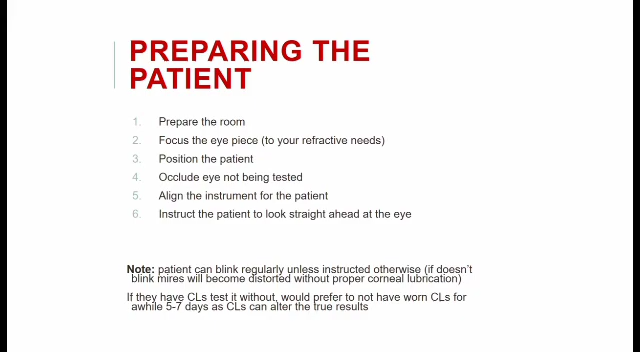 PREPARING THE
PATIENT
1. Prepare the room
2. Focus the eye piece (to your refractive needs)
3. Position the patient
4. Occlude eye not being tested
5. Align the instrument for the patient
6. Instruct the patient to look straight ahead at the eye
Note: patient can blink regularly unless instructed otherwise (if doesn't
blink mires will become distorted without proper corneal lubrication)
If they have CLs test it without, would prefer to not have worn CLs for
awhile 5-7 days as CLs can alter the true results